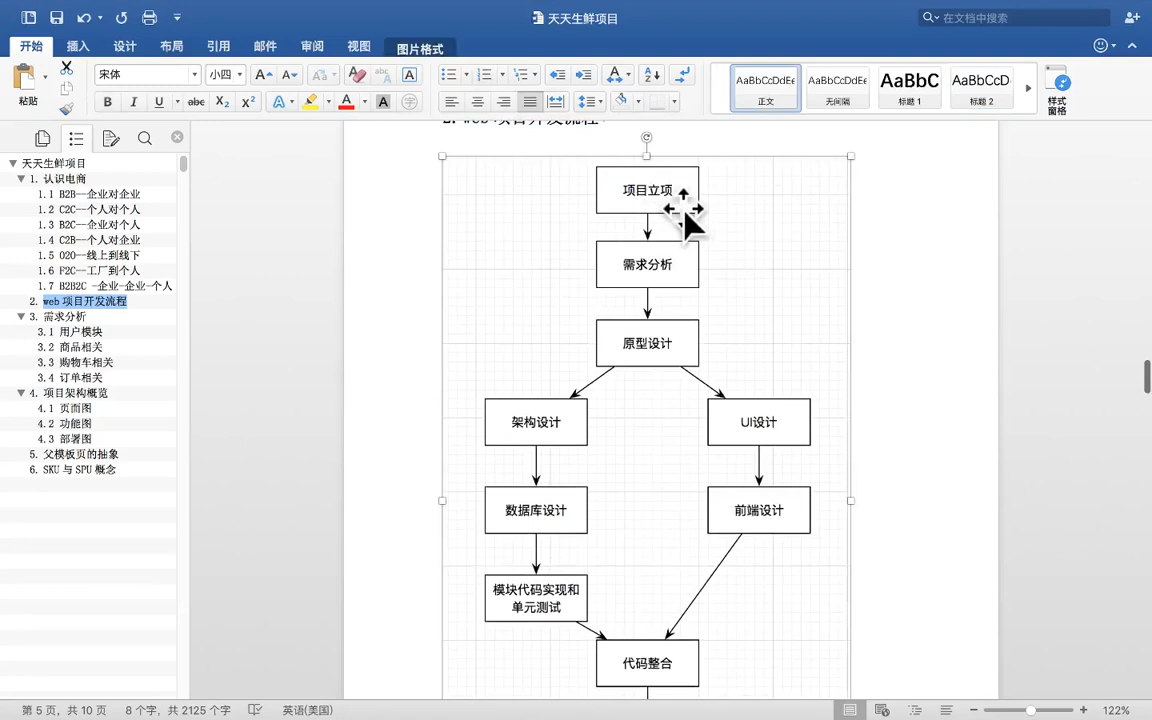 天天生鲜项目
在文档中搜索
开始
插入
设计
布局
引用
邮件
审阅
视图
图片格式
粘贴
宋体
小四
AaBbCcDdEe
正文
AaBbCcDdEe
无间隔
AaBbC
标题 1
AaBbCcD
标题 2
样式
窗格
天天生鲜项目
1. 认识电商
1.1 B2B--企业对企业
1.2 C2C--个人对个人
1.3 B2C--企业对个人
1.4 C2B--个人对企业
1.5 O2O--线上到线下
1.6 F2C--工厂到个人
1.7 B2B2C -企业-企业-个人
2. web 项目开发流程
3. 需求分析
3.1 用户模块
3.2 商品相关
3.3 购物车相关
3.4 订单相关
4. 项目架构概览
4.1 页面图
4.2 功能图
4.3 部署图
5. 父模板页的抽象
6. SKU 与 SPU 概念
2. web 项目开发流程
项目立项
需求分析
原型设计
架构设计
UI设计
数据库设计
前端设计
模块代码实现和
单元测试
代码整合
第 5 页，共 10 页
8 个字，共 2125 个字
英语(美国)
122%